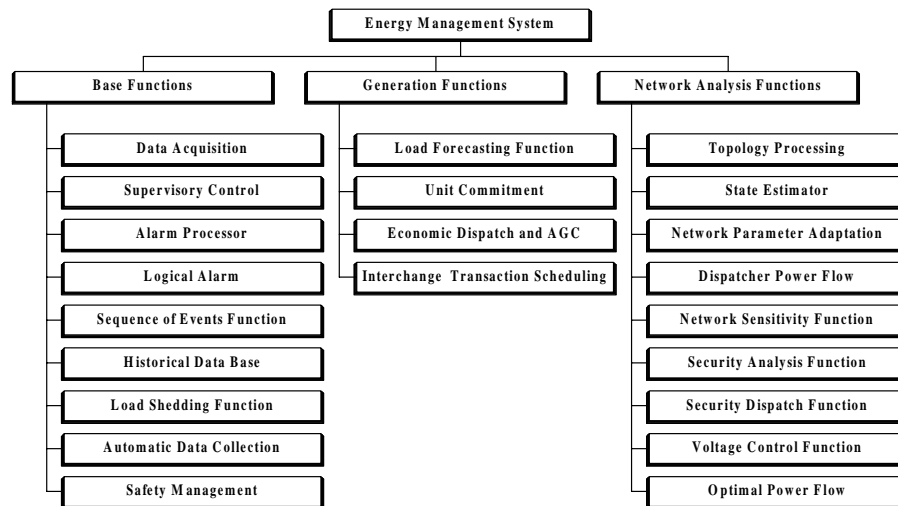 Energy Management System
Base Functions
Generation Functions
Network Analysis Functions
Data Acquisition
Supervisory Control
Alarm Processor
Logical Alarm
Sequence of Events Function
Historical Data Base
Load Shedding Function
Automatic Data Collection
Safety Management
Load Forecasting Function
Unit Commitment
Economic Dispatch and AGC
Interchange Transaction Scheduling
Topology Processing
State Estimator
Network Parameter Adaptation
Dispatcher Power Flow
Network Sensitivity Function
Security Analysis Function
Security Dispatch Function
Voltage Control Function
Optimal Power Flow